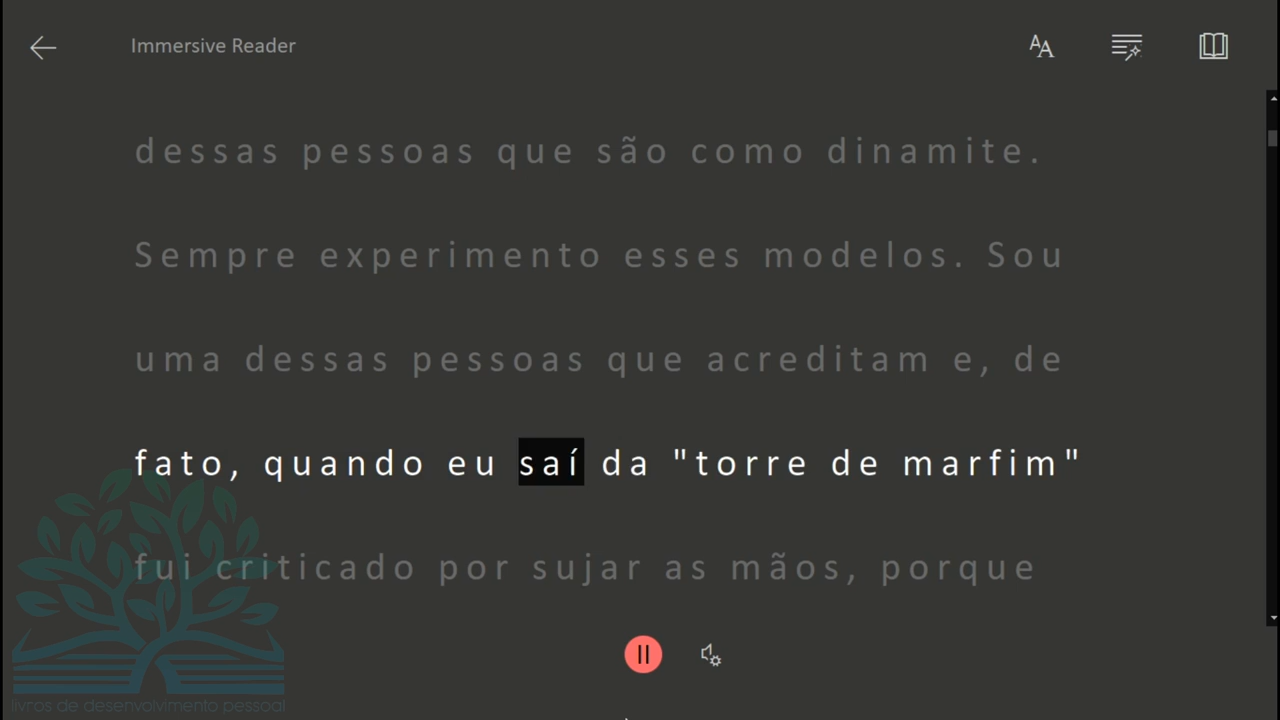 Immersive Reader
dessas pessoas que são como dinamite.
Sempre experimento esses modelos. Sou
uma dessas pessoas que acreditam e, de
fato, quando eu saí da "torre de marfim"
fui criticado por sujar as mãos, porque
livros de desenvolvimento pessoal